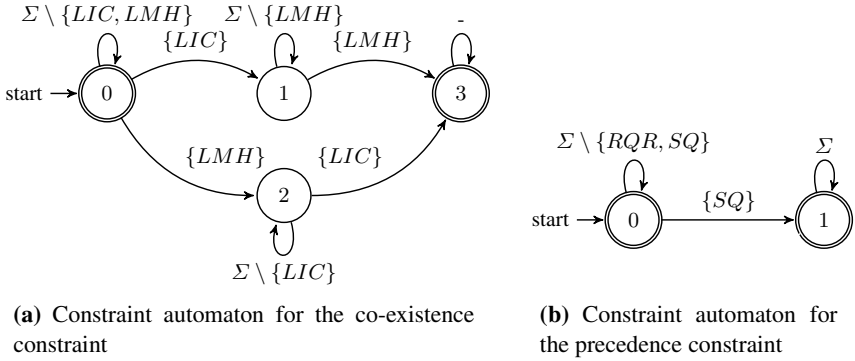 Σ \ {LIC, LMH}
Σ \ {LMH}
{LIC}
{LMH}
-
start
0
1
3
{LMH}
{LIC}
2
Σ \ {LIC}
Σ \ {RQR, SQ}
Σ
{SQ}
start
0
1
(a) Constraint automaton for the co-existence
constraint
(b) Constraint automaton for
the precedence constraint